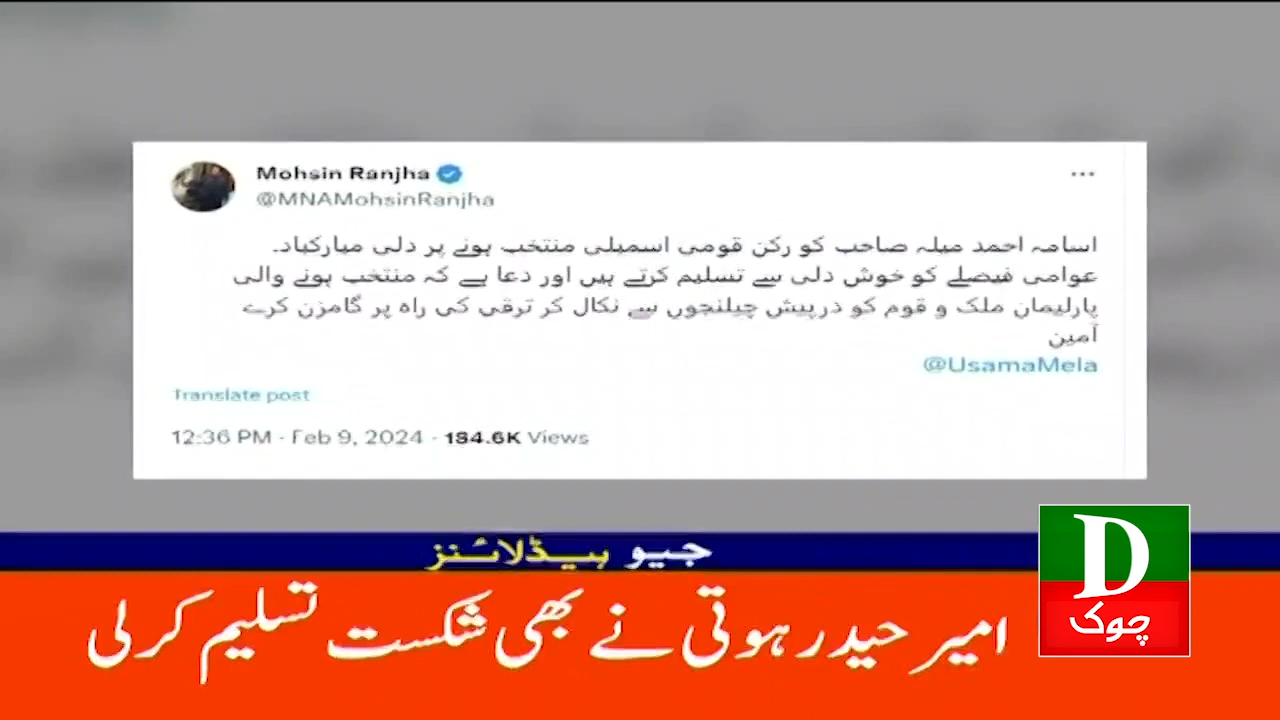 Mohsin Ranjha
@MNAMohsinRanjha
اسامہ احمد میلہ صاحب کو رکن قومی اسمبلی منتخب ہونے پر دلی مبارکباد۔
عوامی فیصلے کو خوش دلی سے تسلیم کرتے ہیں اور دعا ہے کہ منتخب ہونے والی
پارلیمان ملک و قوم کو درپیش چیلنجوں سے نکال کر ترقی کی راہ پر گامزن کرے
آمین
@UsamaMela
Translate post
12:36 PM · Feb 9, 2024 · 184.6K Views
جیو ہیڈلائنز
D
چوک
امیر حیدر ہوتی نے بھی شکست تسلیم کرلی